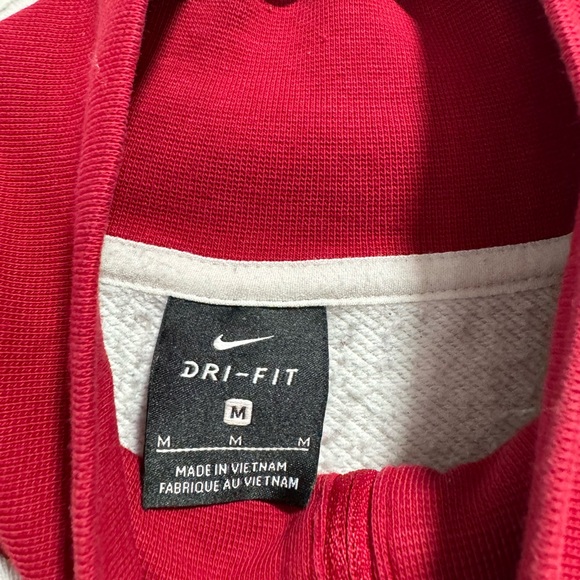 DRI-FIT
M
M M M
MADE IN VIETNAM
FABRIQUE AU VIETNAM